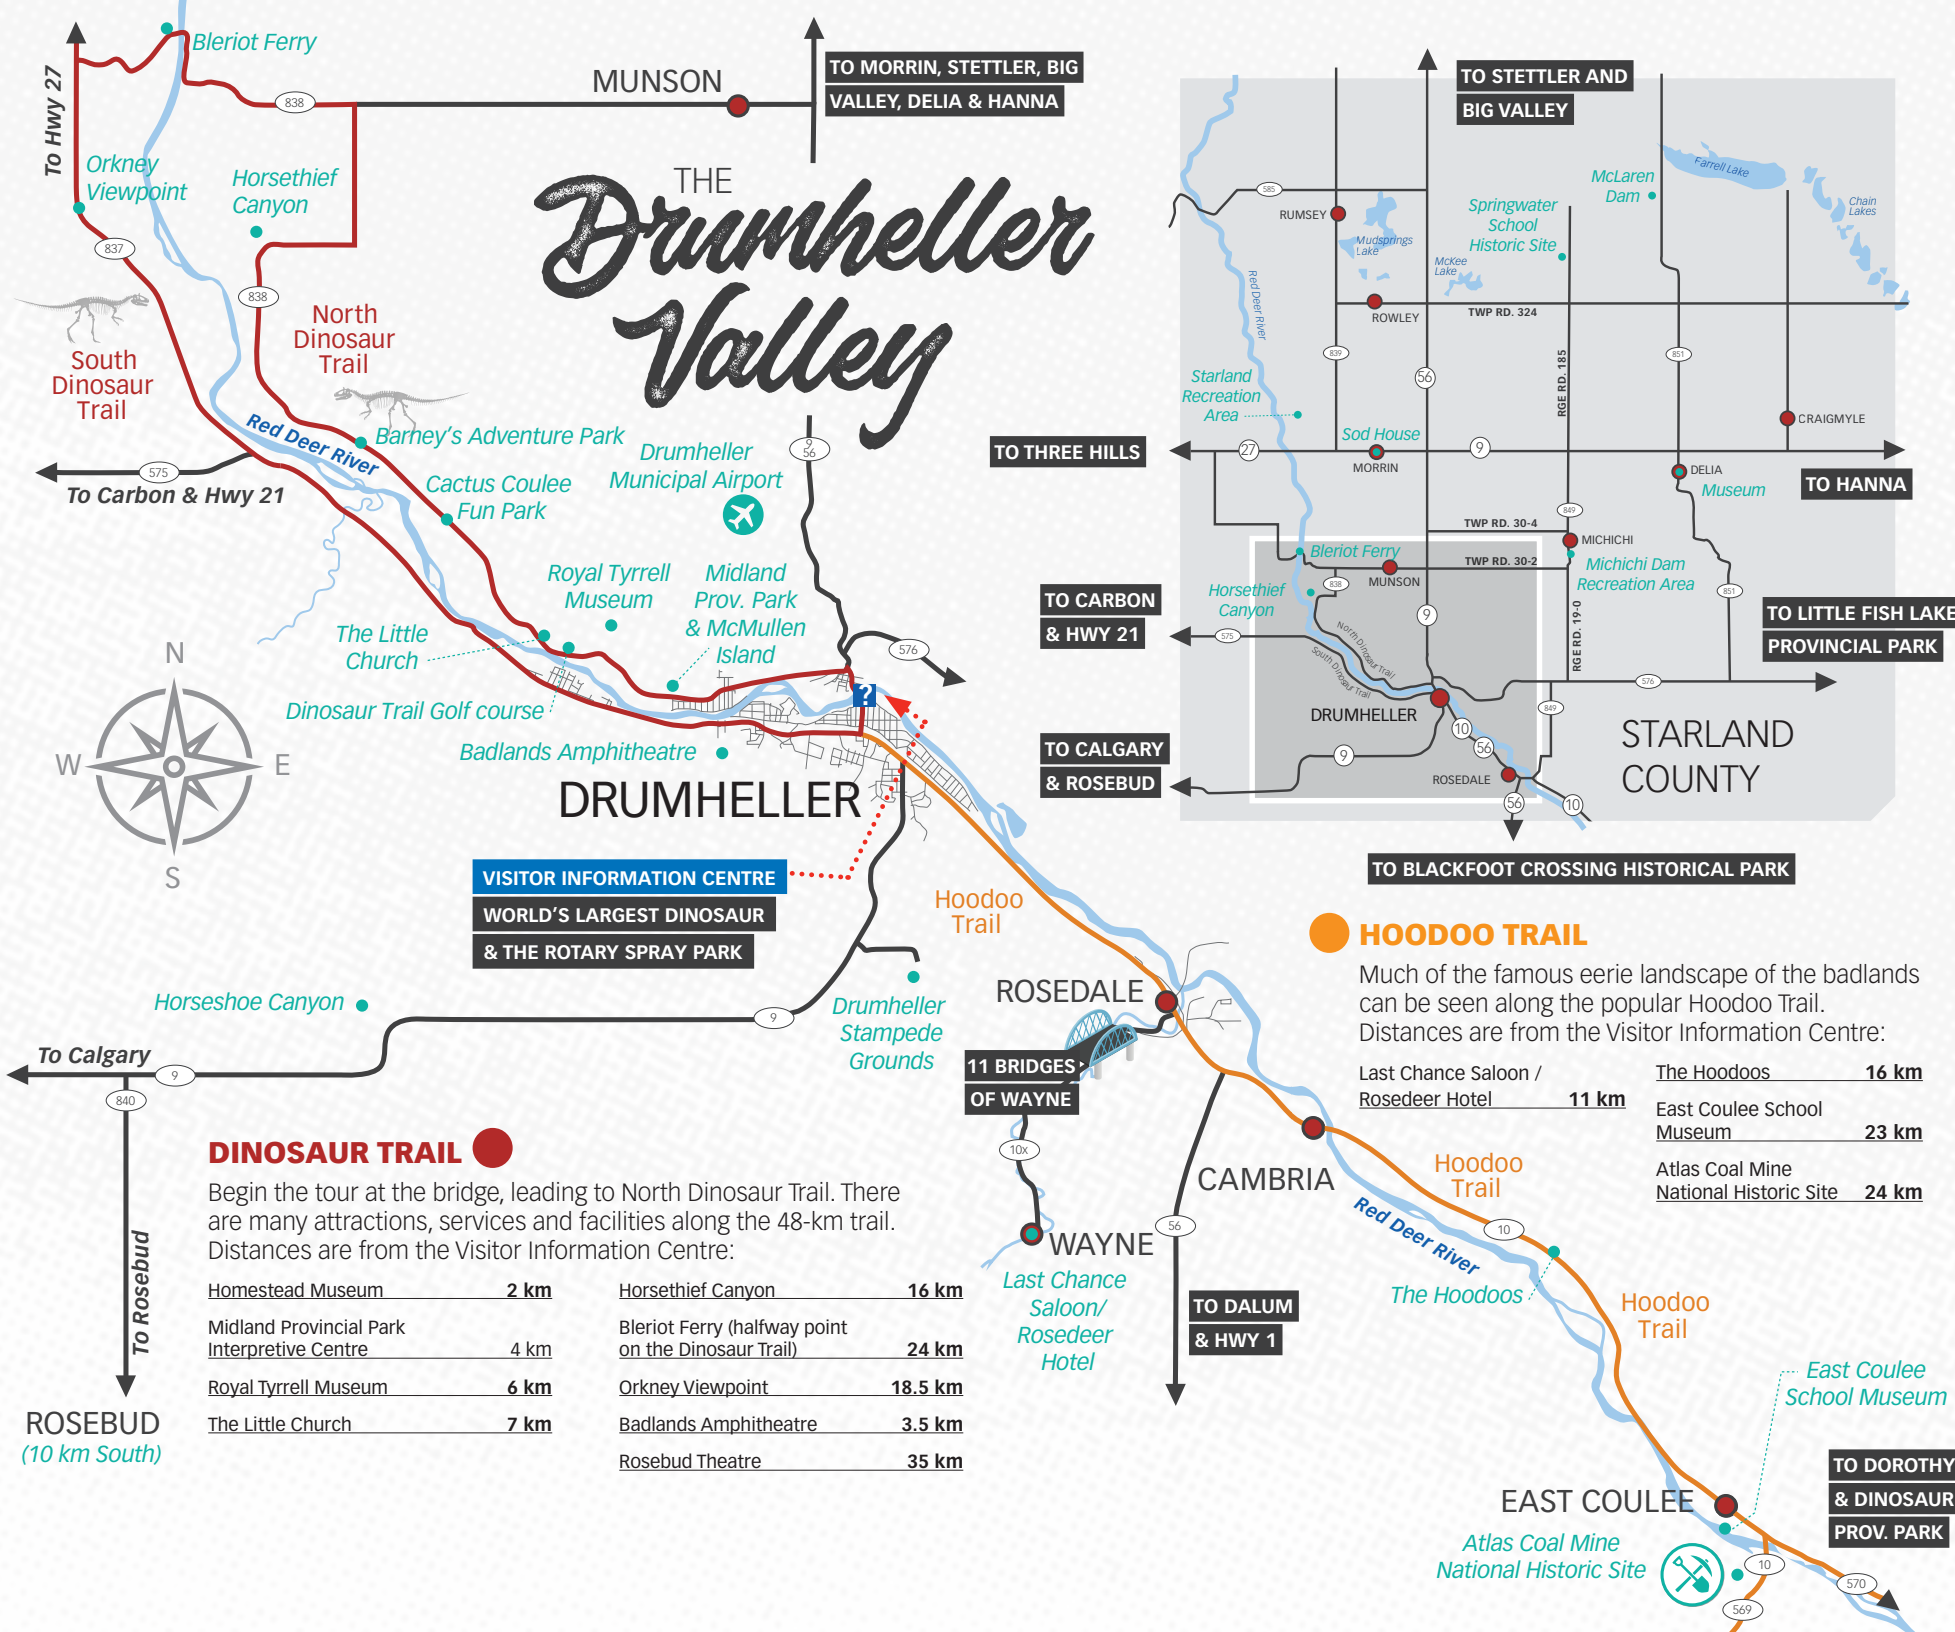 Bleriot Ferry
To Hwy 27
838
MUNSON
TO MORRIN, STETTLER, BIG
VALLEY, DELIA & HANNA
Orkney
Viewpoint
Horsethief
Canyon
837
838
THE
Drumheller
Valley
North
Dinosaur
Trail
South
Dinosaur
Trail
Red Deer River
Barney's Adventure Park
575
To Carbon & Hwy 21
Cactus Coulee
Fun Park
Drumheller
Municipal Airport
9
56
Royal Tyrrell
Museum
Midland
Prov. Park
& McMullen
Island
The Little
Church
576
Dinosaur Trail Golf course
?
Badlands Amphitheatre
DRUMHELLER
N
W
E
S
VISITOR INFORMATION CENTRE
WORLD'S LARGEST DINOSAUR
& THE ROTARY SPRAY PARK
Hoodoo
Trail
Horseshoe Canyon
9
Drumheller
Stampede
Grounds
To Calgary
9
840
To Rosebud
ROSEBUD
(10 km South)
ROSEDALE
11 BRIDGES
OF WAYNE
10x
WAYNE
Last Chance
Saloon/
Rosedeer
Hotel
CAMBRIA
56
TO DALUM
& HWY 1
Hoodoo
Trail
Red Deer River
10
The Hoodoos
Hoodoo
Trail
East Coulee
School Museum
EAST COULEE
TO DOROTHY
& DINOSAUR
PROV. PARK
Atlas Coal Mine
National Historic Site
10
570
569
DINOSAUR TRAIL
Begin the tour at the bridge, leading to North Dinosaur Trail. There
are many attractions, services and facilities along the 48-km trail.
Distances are from the Visitor Information Centre:
Homestead Museum 2 km
Midland Provincial Park
Interpretive Centre 4 km
Royal Tyrrell Museum 6 km
The Little Church 7 km
Horsethief Canyon 16 km
Bleriot Ferry (halfway point
on the Dinosaur Trail) 24 km
Orkney Viewpoint 18.5 km
Badlands Amphitheatre 3.5 km
Rosebud Theatre 35 km
HOODOO TRAIL
Much of the famous eerie landscape of the badlands
can be seen along the popular Hoodoo Trail.
Distances are from the Visitor Information Centre:
Last Chance Saloon /
Rosedeer Hotel 11 km
The Hoodoos 16 km
East Coulee School
Museum 23 km
Atlas Coal Mine
National Historic Site 24 km
TO STETTLER AND
BIG VALLEY
585
RUMSEY
Mudsprings
Lake
McKee
Lake
Springwater
School
Historic Site
McLaren
Dam
Farrell Lake
Chain
Lakes
Red Deer River
ROWLEY
TWP RD. 324
839
56
RGE RD. 185
851
Starland
Recreation
Area
CRAIGMYLE
TO THREE HILLS
27
Sod House
MORRIN
9
DELIA
Museum
TO HANNA
849
TWP RD. 30-4
MICHICHI
Bleriot Ferry
TWP RD. 30-2
MUNSON
838
Michichi Dam
Recreation Area
851
Horsethief
Canyon
TO CARBON
& HWY 21
575
9
RGE RD. 19-0
TO LITTLE FISH LAKE
PROVINCIAL PARK
North Dinosaur Trail
South Dinosaur Trail
576
DRUMHELLER
849
STARLAND
COUNTY
TO CALGARY
& ROSEBUD
9
10
56
ROSEDALE
56
10
TO BLACKFOOT CROSSING HISTORICAL PARK